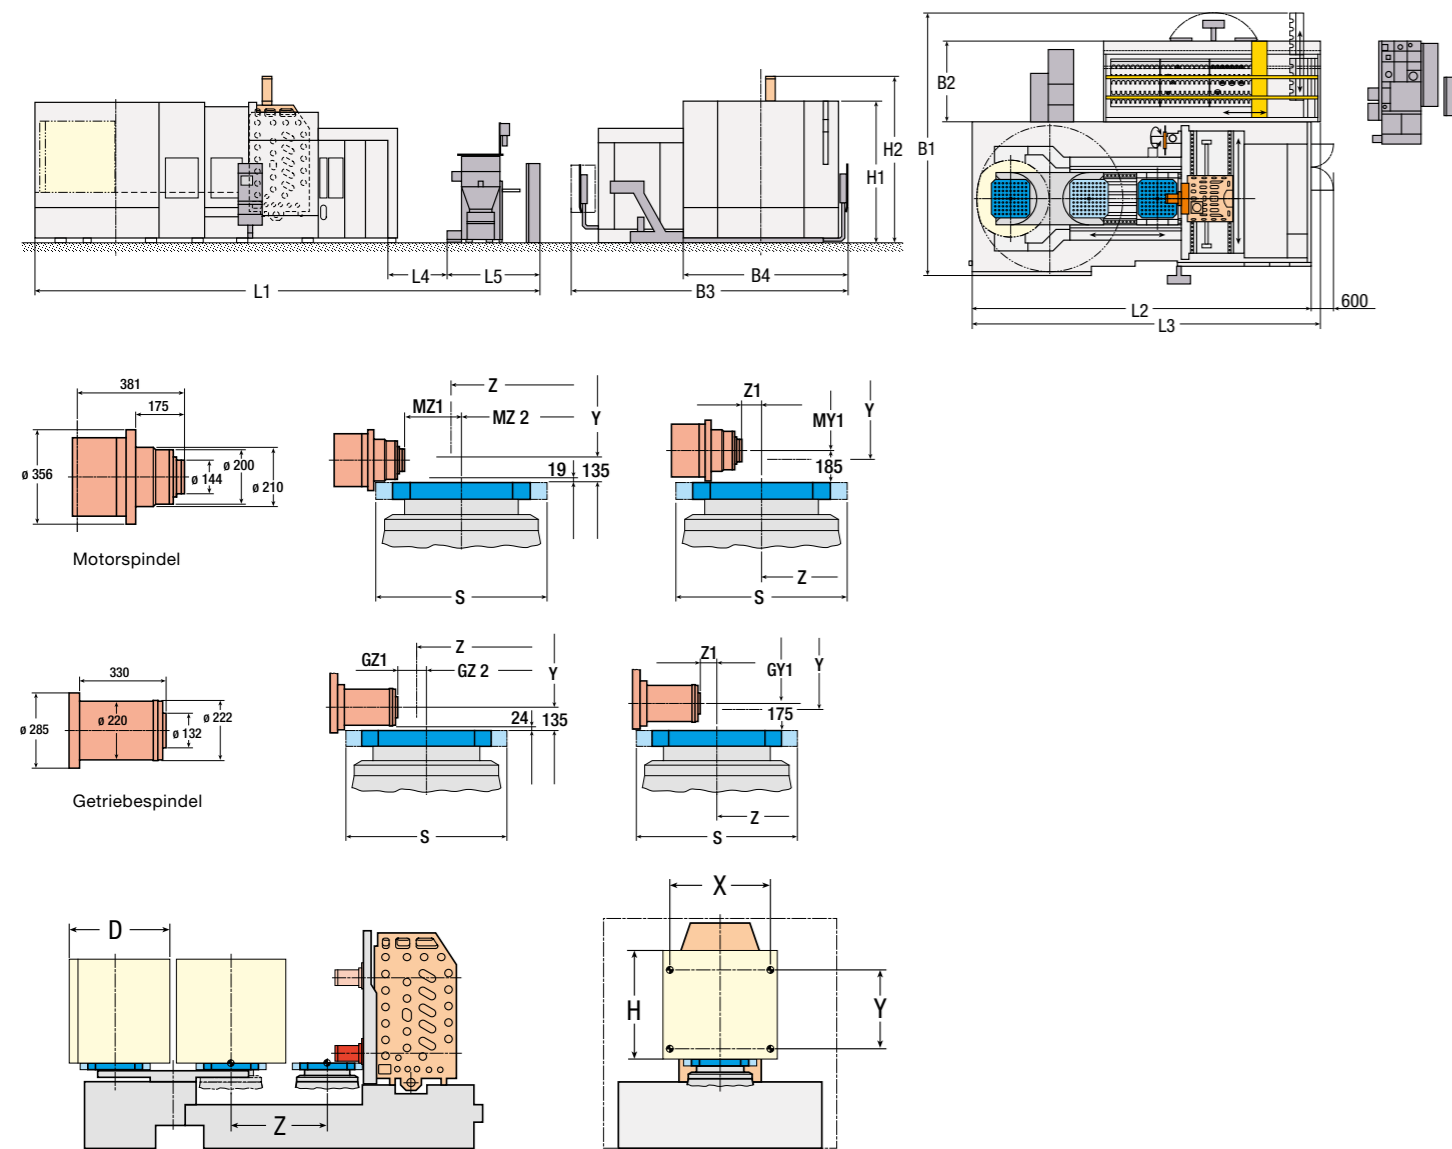 H2
H1
L4
L5
L1
B4
B3
B2
B1
L2
600
L3
381
175
ø 356
ø 200
ø 144
ø 210
Motorspindel
Z
MZ1
MZ 2
Y
19
135
S
Z1
MY1
Y
185
Z
S
330
ø 285
ø 220
ø 222
ø 132
Getriebespindel
Z
GZ1
GZ 2
Y
24
135
S
Z1
GY1
Y
175
Z
S
D
Z
X
H
Y